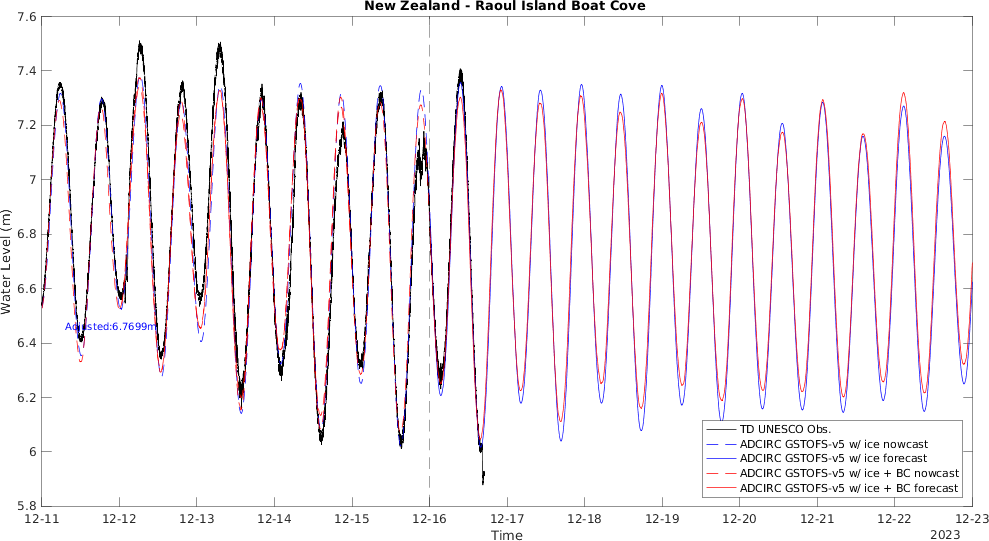 New Zealand - Raoul Island Boat Cove
7.6
7.4
7.2
7
6.8
6.6
6.4
6.2
6
5.8
Water Level (m)
Adjusted:6.7699m
TD UNESCO Obs.
ADCIRC GSTOFS-v5 w/ ice nowcast
ADCIRC GSTOFS-v5 w/ ice forecast
ADCIRC GSTOFS-v5 w/ ice + BC nowcast
ADCIRC GSTOFS-v5 w/ ice + BC forecast
12-11 12-12 12-13 12-14 12-15 12-16 12-17 12-18 12-19 12-20 12-21 12-22 12-23
Time
2023